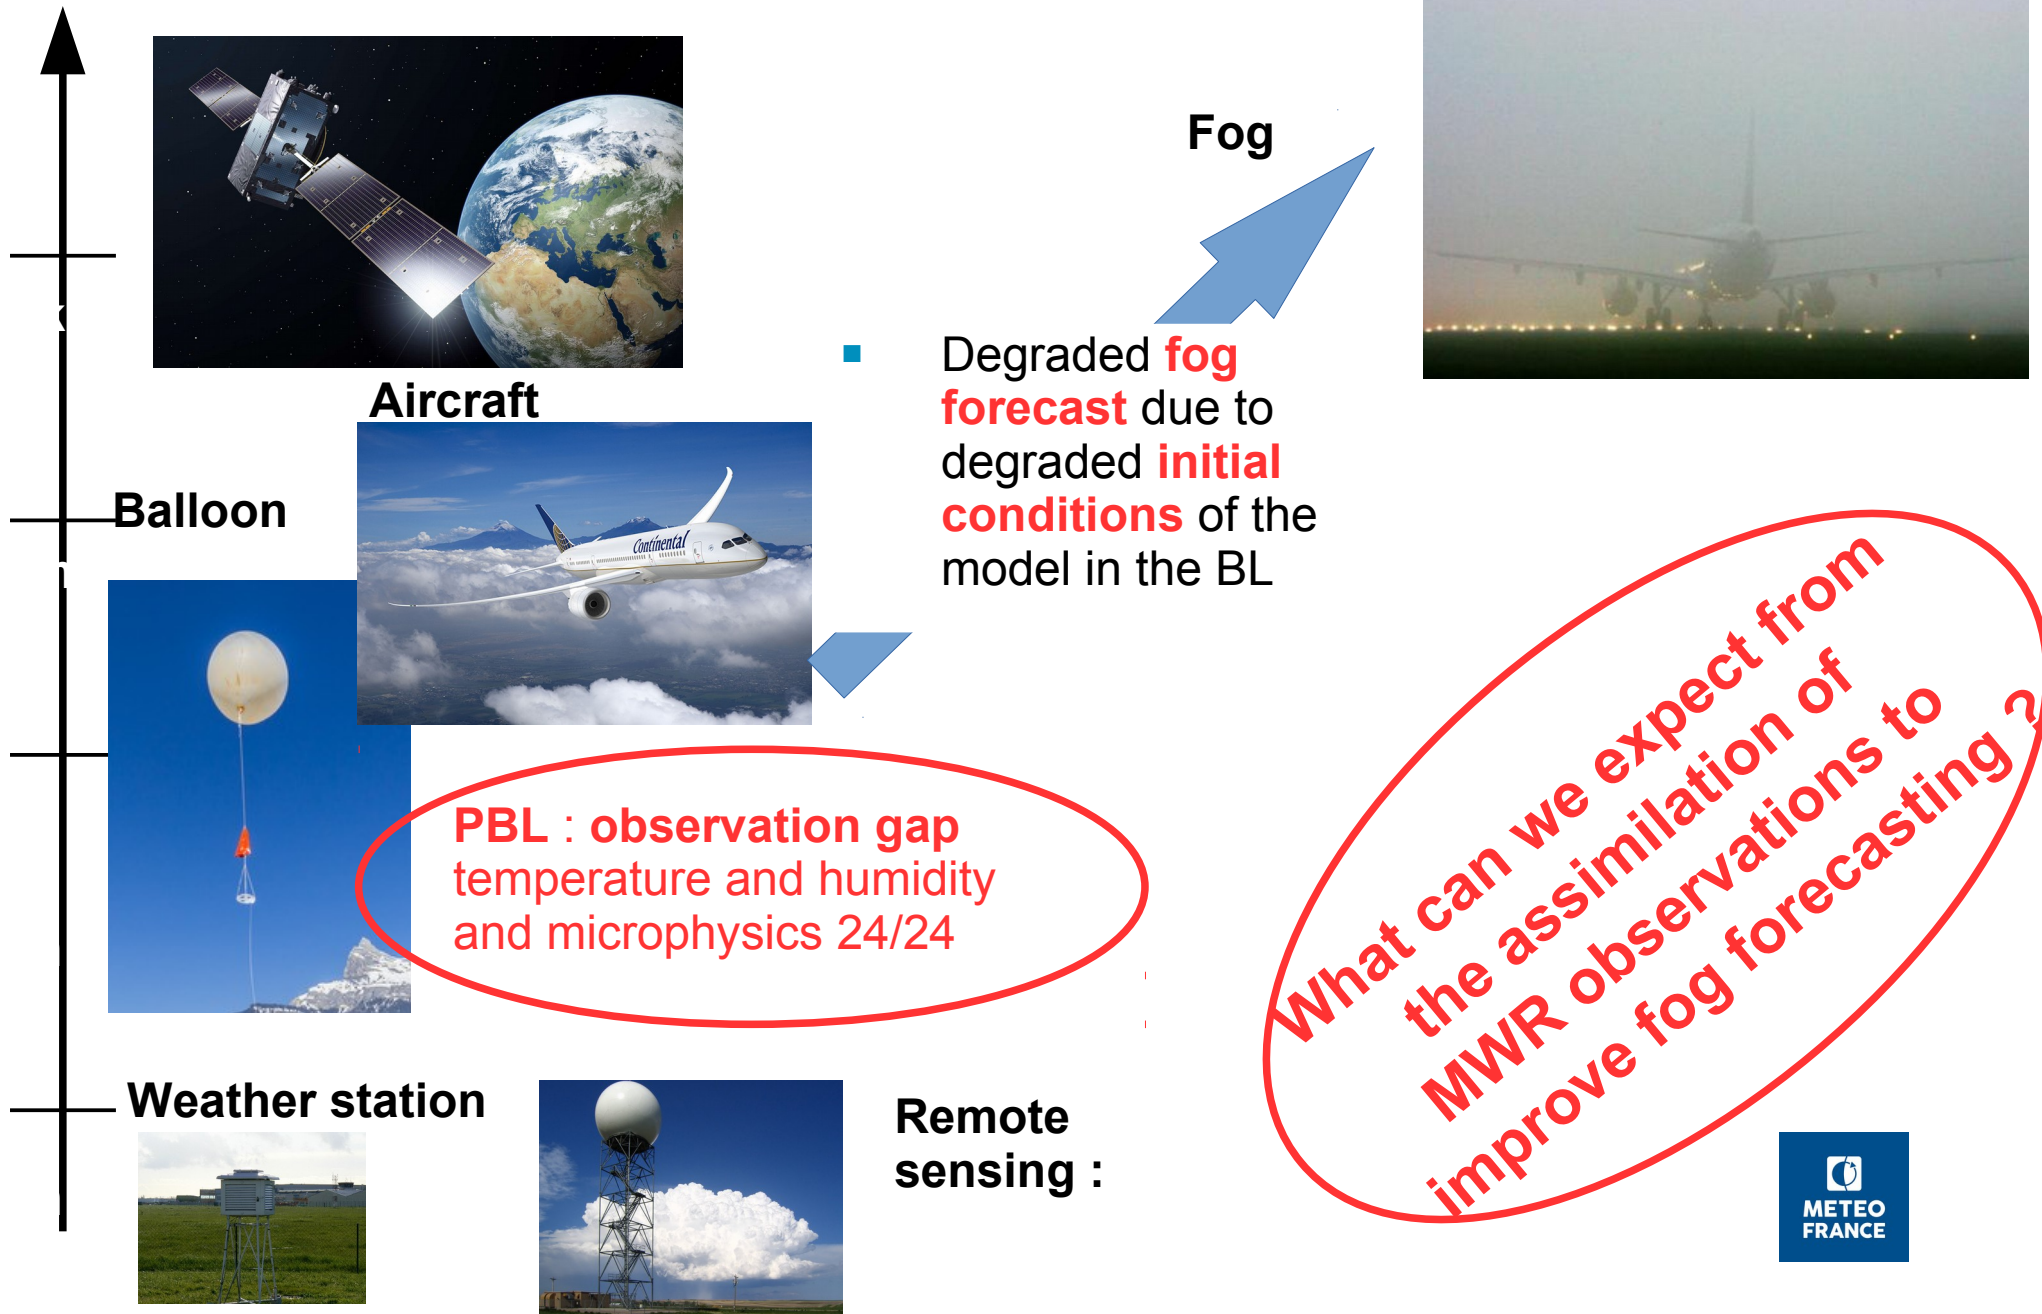 Fog
Degraded fog
forecast due to
degraded initial
conditions of the
model in the BL
Aircraft
Continental
Balloon
PBL : observation gap
temperature and humidity
and microphysics 24/24
What can we expect from
the assimilation of
MWR observations to
improve fog forecasting ?
Weather station
Remote
sensing :
METEO
FRANCE